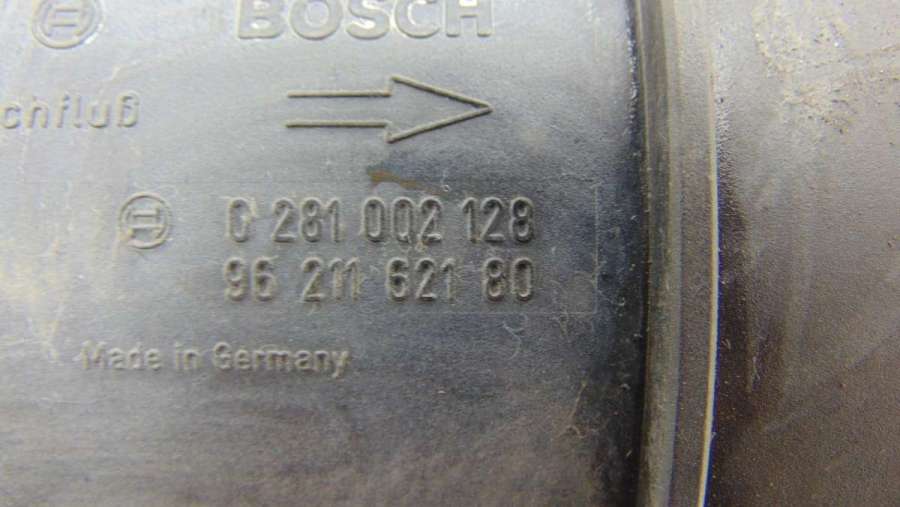 BOSCH
chfluß
0 281 002 128
96 211 621 80
Made in Germany